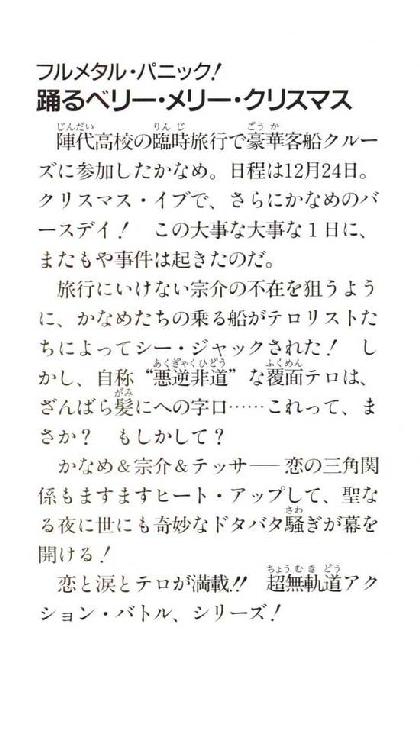 フルメタル・パニック!
踊るベリー・メリー・クリスマス
陣代高校の臨時旅行で豪華客船クルー
ズに参加したかなめ。日程は12月24日。
クリスマス・イブで、さらにかなめのバ
ースデイ! この大事な大事な1日に、
またもや事件は起きたのだ。
旅行にいけない宗介の不在を狙うよう
に、かなめたちの乗る船がテロリストた
ちによってシー・ジャックされた! し
かし、自称“悪逆非道”な覆面テロは、
ざんばら髪にへの字口……これって、ま
さか? もしかして?
かなめ&宗介&テッサ――恋の三角関
係もますますヒート・アップして、聖な
る夜に世にも奇妙なドタバタ騒ぎが幕を
開ける!
恋と涙とテロが満載!! 超無軌道アク
ション・バトル、シリーズ!